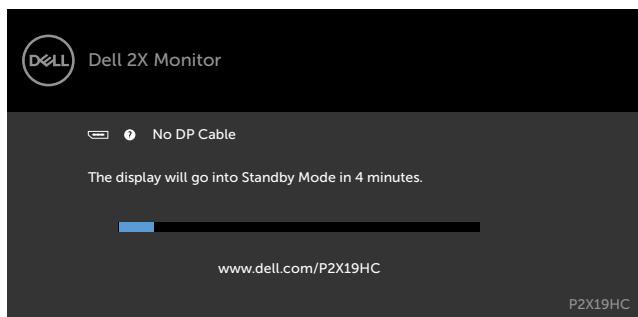 DELL
Dell 2X Monitor
? No DP Cable
The display will go into Standby Mode in 4 minutes.
www.dell.com/P2X19HC
P2X19HC